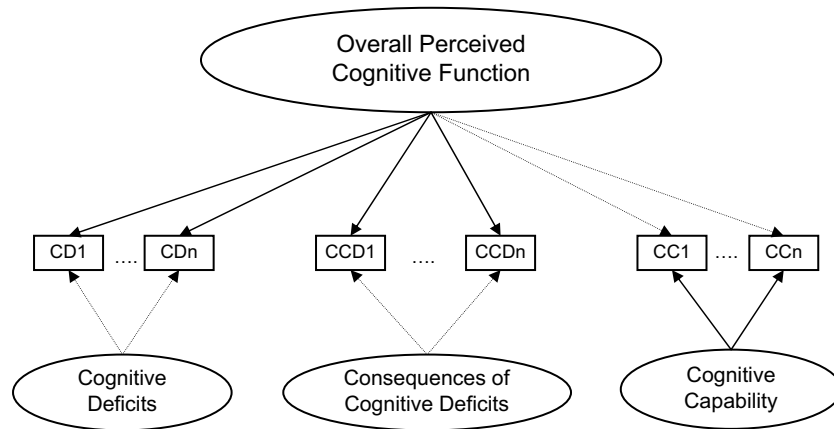 Overall Perceived
Cognitive Function
CD1 .... CDn CCD1 .... CCDn CC1 .... CCn
Cognitive
Deficits
Consequences of
Cognitive Deficits
Cognitive
Capability